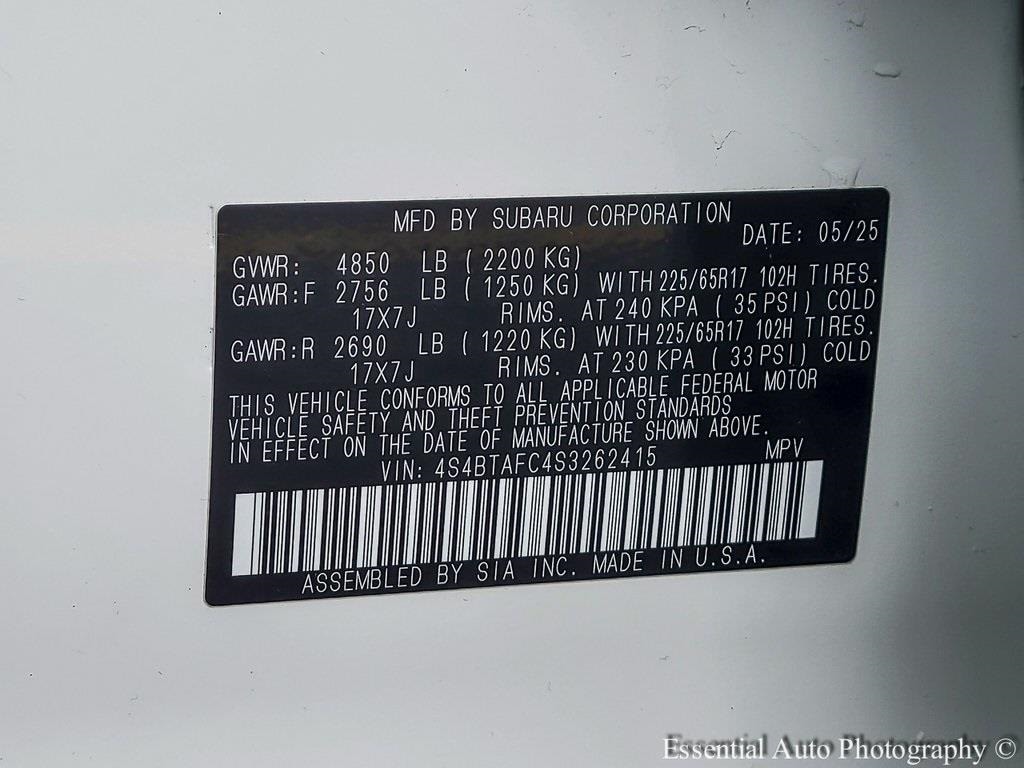 MFD BY SUBARU CORPORATION
DATE: 05/25
GVWR: 4850 LB ( 2200 KG)
GAWR:F 2756 LB ( 1250 KG) WITH 225/65R17 102H TIRES.
17X7J RIMS. AT 240 KPA ( 35 PSI) COLD
GAWR:R 2690 LB ( 1220 KG) WITH 225/65R17 102H TIRES.
17X7J RIMS. AT 230 KPA ( 33 PSI) COLD
THIS VEHICLE CONFORMS TO ALL APPLICABLE FEDERAL MOTOR
VEHICLE SAFETY AND THEFT PREVENTION STANDARDS
IN EFFECT ON THE DATE OF MANUFACTURE SHOWN ABOVE.
VIN: 4S4BTAFC4S3262415 MPV
ASSEMBLED BY SIA INC. MADE IN U.S.A.
Essential Auto Photography ©